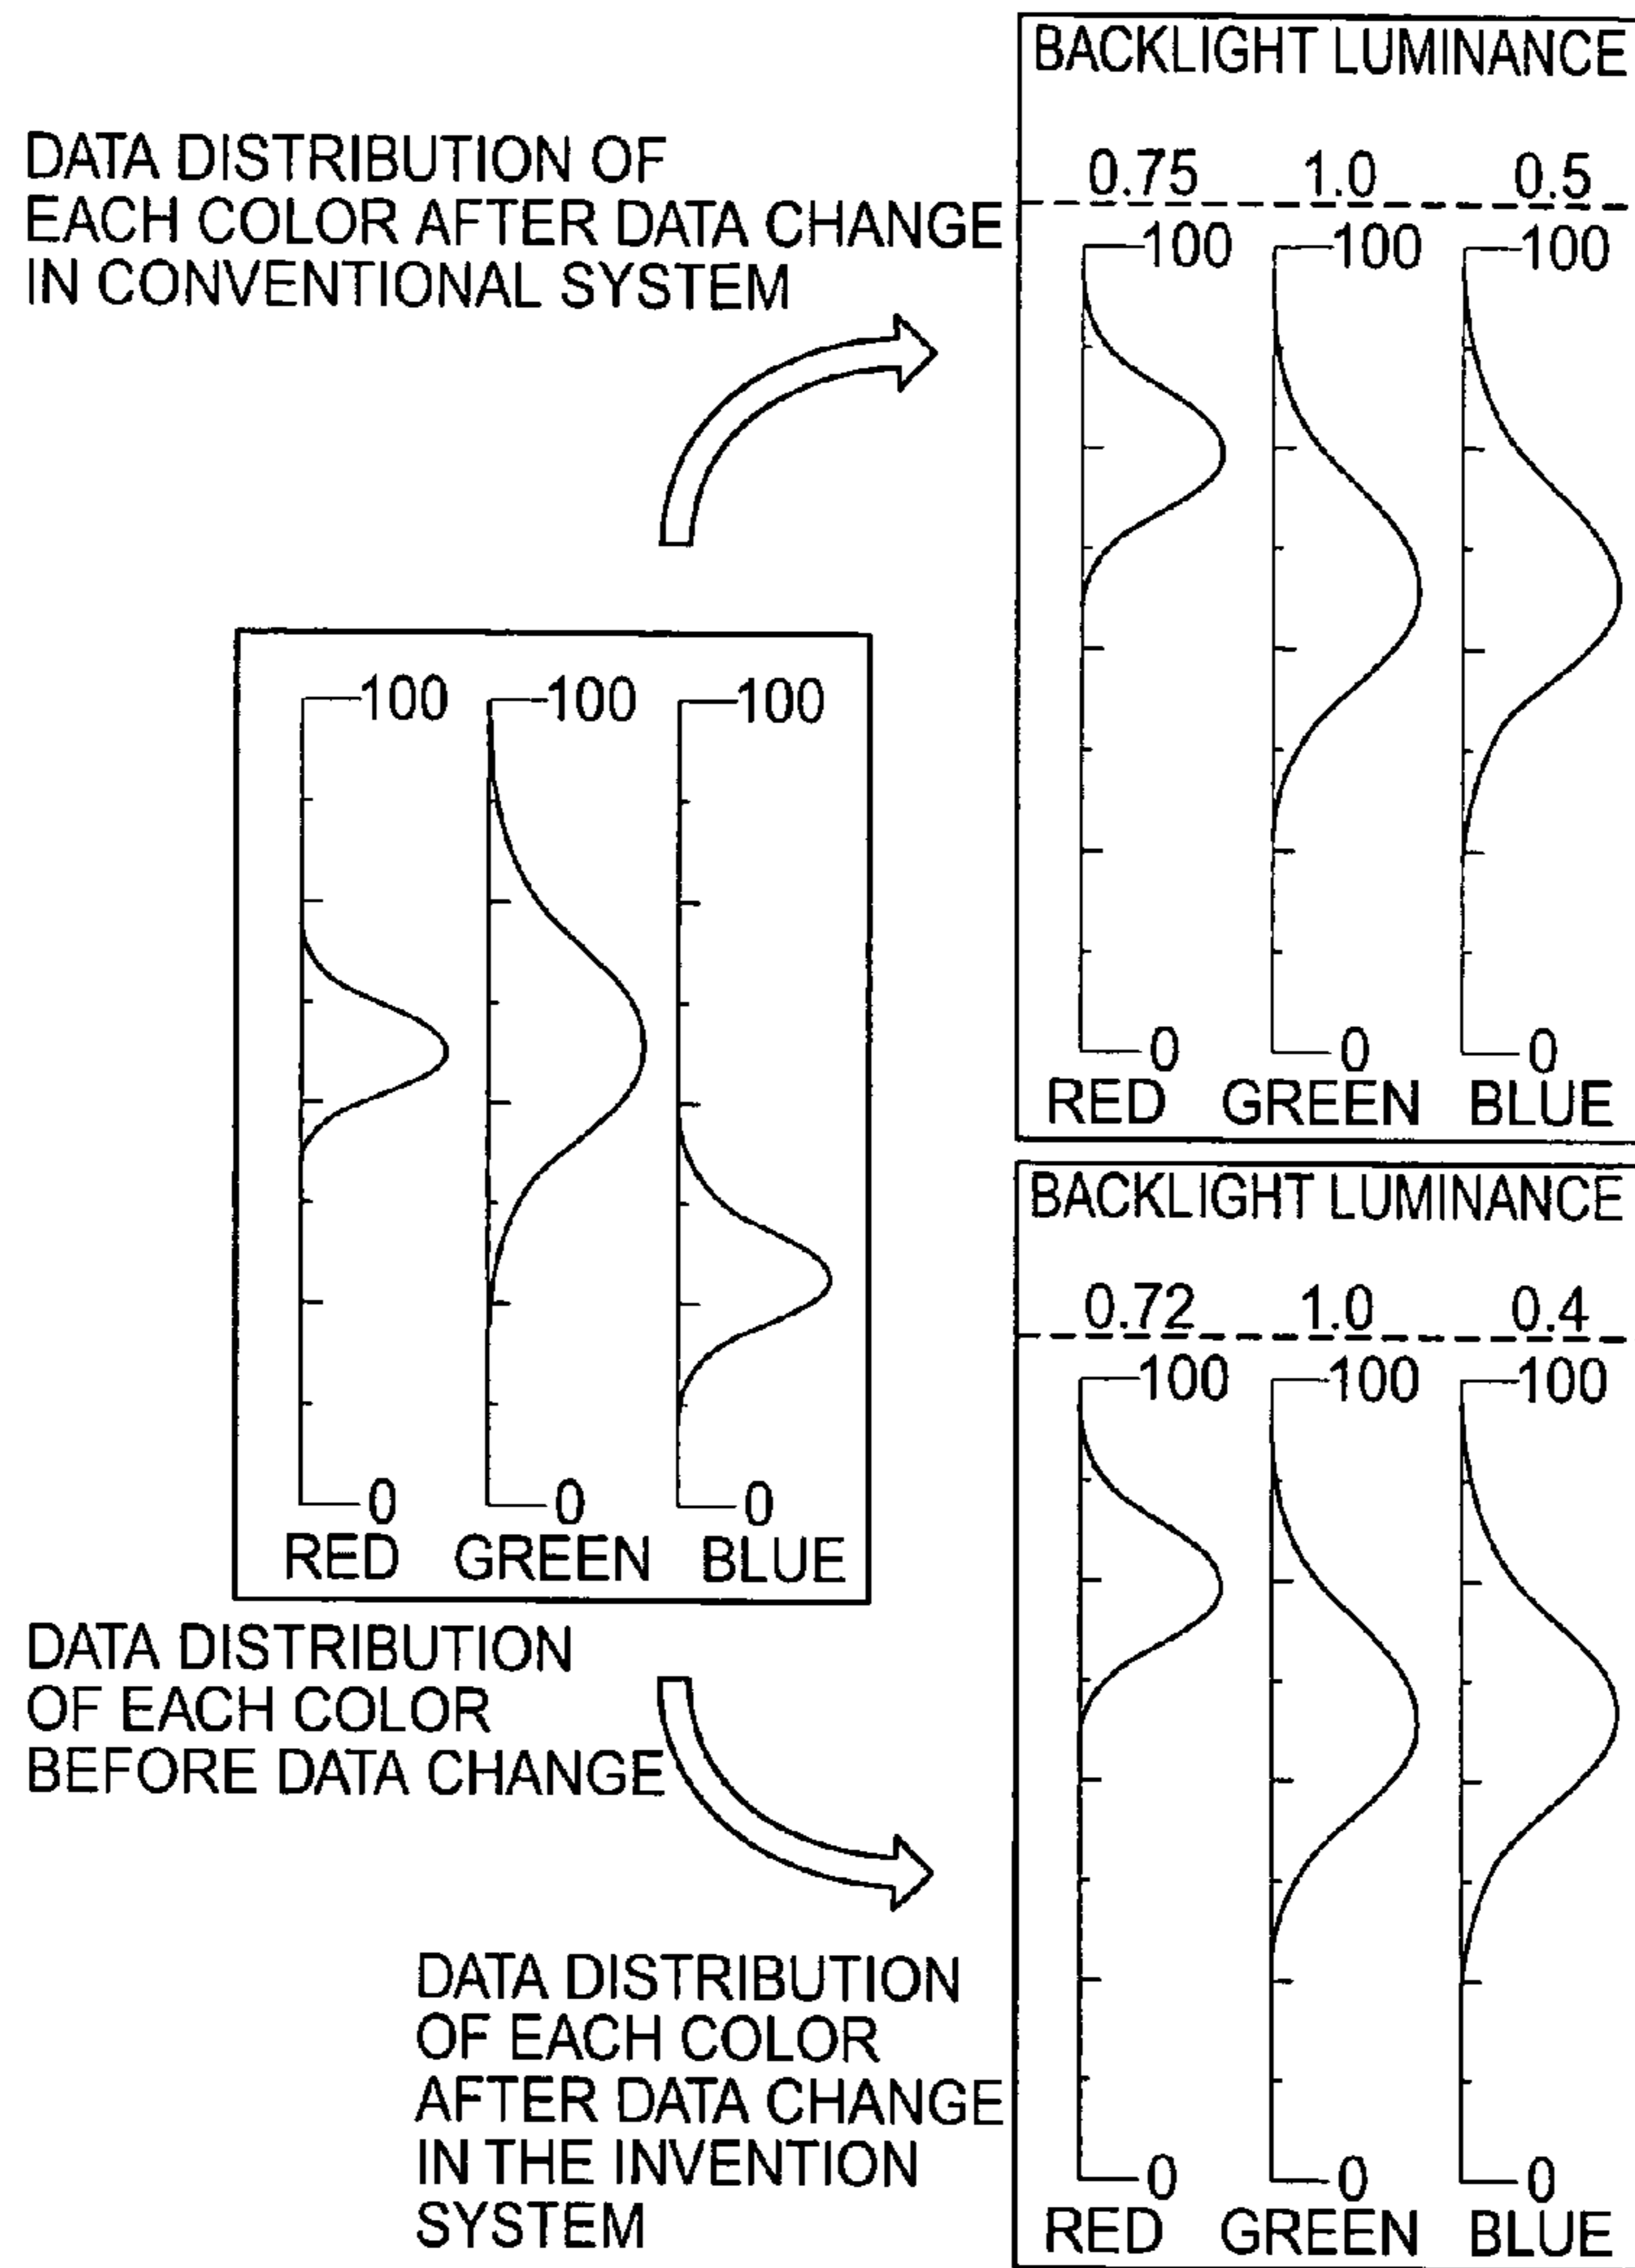 DATA DISTRIBUTION OF
EACH COLOR AFTER DATA CHANGE
IN CONVENTIONAL SYSTEM
BACKLIGHT LUMINANCE
0.75 1.0 0.5
100 100 100
0 0 0
RED GREEN BLUE
100 100 100
0 0 0
RED GREEN BLUE
DATA DISTRIBUTION
OF EACH COLOR
BEFORE DATA CHANGE
BACKLIGHT LUMINANCE
0.72 1.0 0.4
100 100 100
0 0 0
RED GREEN BLUE
DATA DISTRIBUTION
OF EACH COLOR
AFTER DATA CHANGE
IN THE INVENTION
SYSTEM